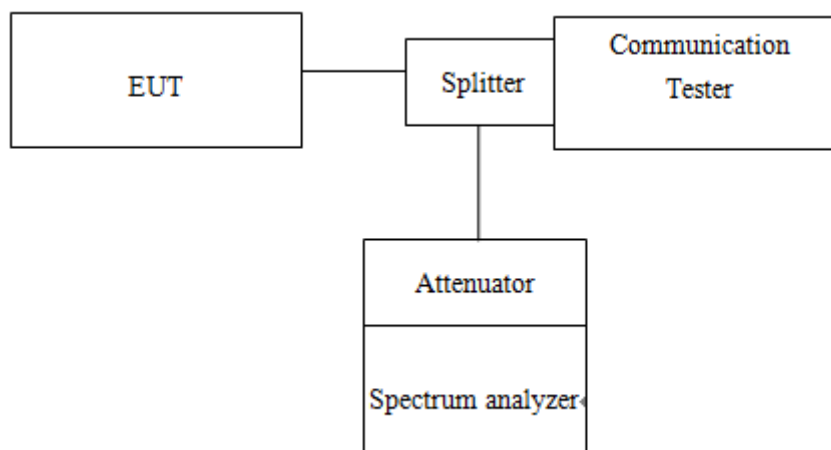 EUT
Splitter
Communication
Tester
Attenuator
Spectrum analyzer